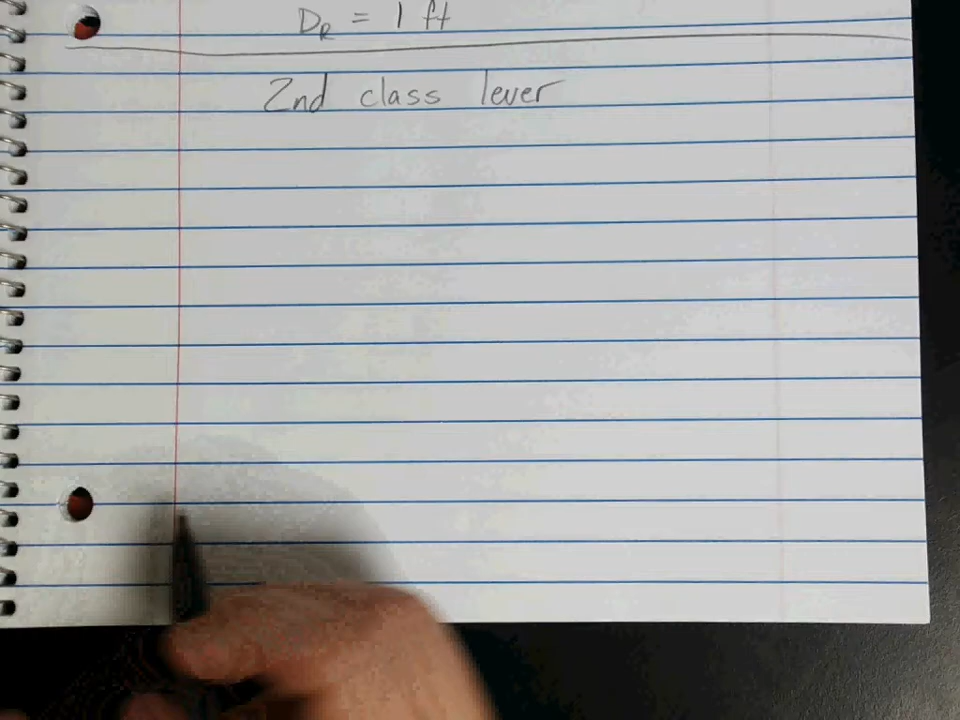 D_R = 1 ft
2nd class lever